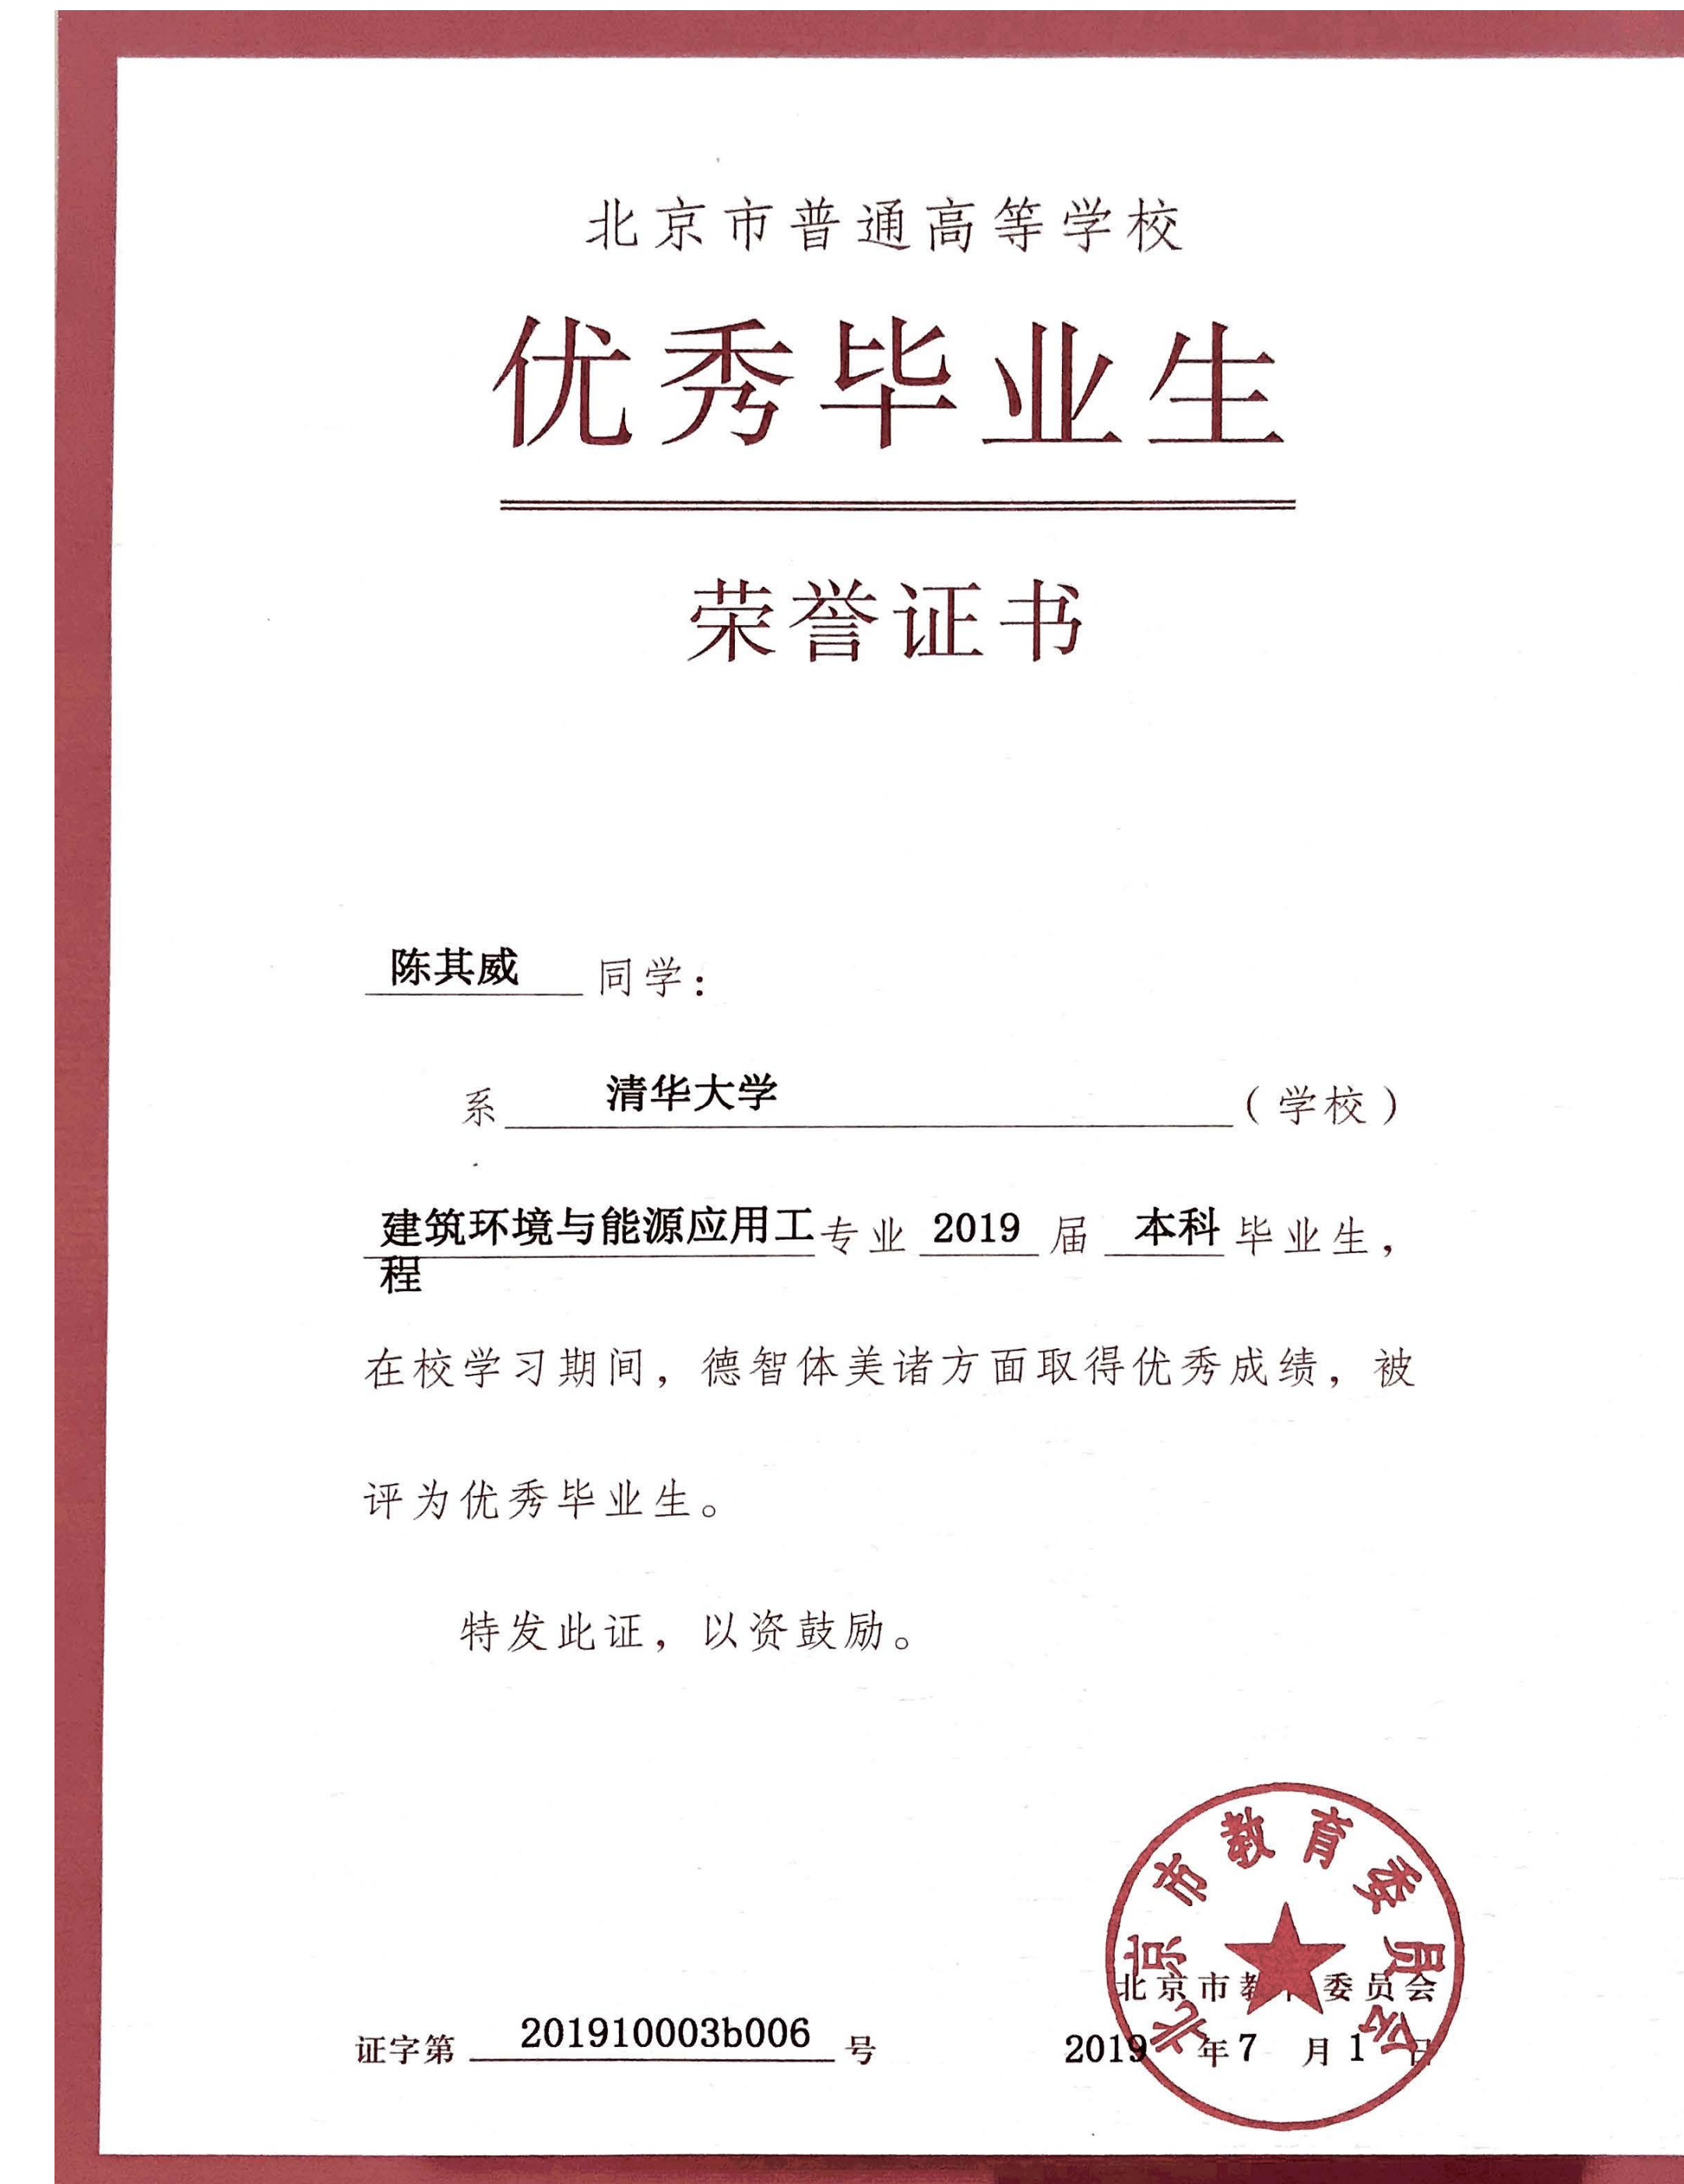 北京市普通高等学校
优秀毕业生
荣誉证书
陈其威 同学：
系 清华大学 （学校）
建筑环境与能源应用工专业 2019 届 本科 毕业生，
程
在校学习期间，德智体美诸方面取得优秀成绩，被
评为优秀毕业生。
特发此证，以资鼓励。
北京市教育委员会
北京市教育委员会
证字第 201910003b006 号
2019 年 7 月 1 日